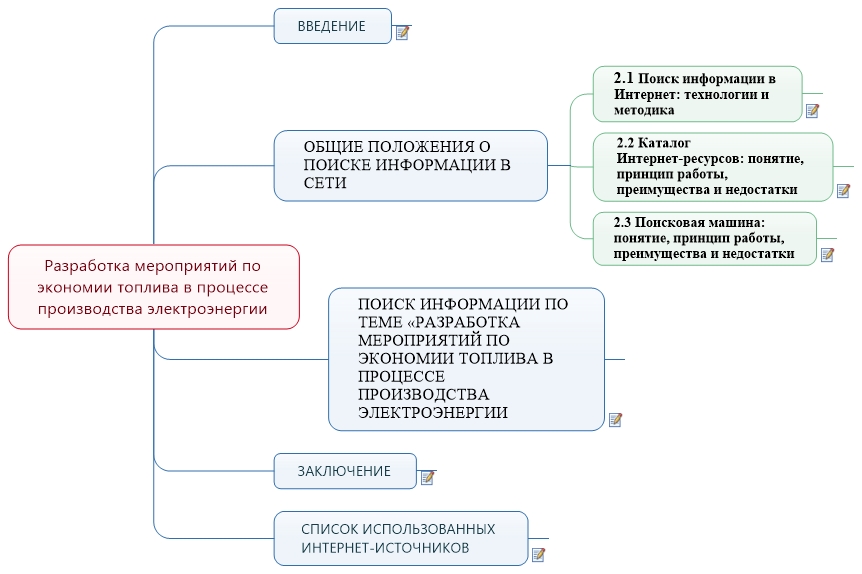 ВВЕДЕНИЕ
ОБЩИЕ ПОЛОЖЕНИЯ О
ПОИСКЕ ИНФОРМАЦИИ В
СЕТИ
2.1 Поиск информации в
Интернет: технологии и
методика
2.2 Каталог
Интернет-ресурсов: понятие,
принцип работы,
преимущества и недостатки
2.3 Поисковая машина:
понятие, принцип работы,
преимущества и недостатки
Разработка мероприятий по
экономии топлива в процессе
производства электроэнергии
ПОИСК ИНФОРМАЦИИ ПО
ТЕМЕ «РАЗРАБОТКА
МЕРОПРИЯТИЙ ПО
ЭКОНОМИИ ТОПЛИВА В
ПРОЦЕССЕ
ПРОИЗВОДСТВА
ЭЛЕКТРОЭНЕРГИИ
ЗАКЛЮЧЕНИЕ
СПИСОК ИСПОЛЬЗОВАННЫХ
ИНТЕРНЕТ-ИСТОЧНИКОВ